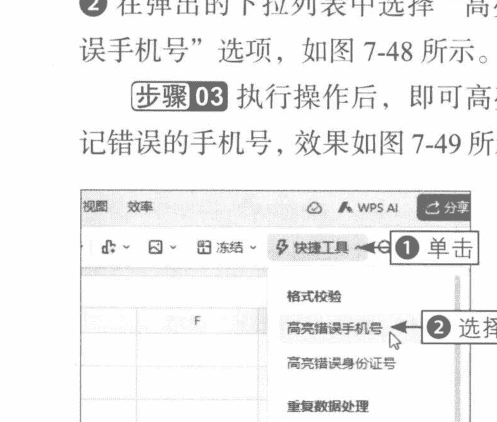 ❷ 在弹出的下拉列表中选择“高亮
误手机号”选项，如图 7-48 所示。
步骤 03 执行操作后，即可高亮
记错误的手机号，效果如图 7-49 所
视图 效率 WPS AI 分享
冻结 快捷工具 ❶ 单击
格式校验
F
高亮错误手机号 ❷ 选择
高亮错误身份证号
重复数据处理